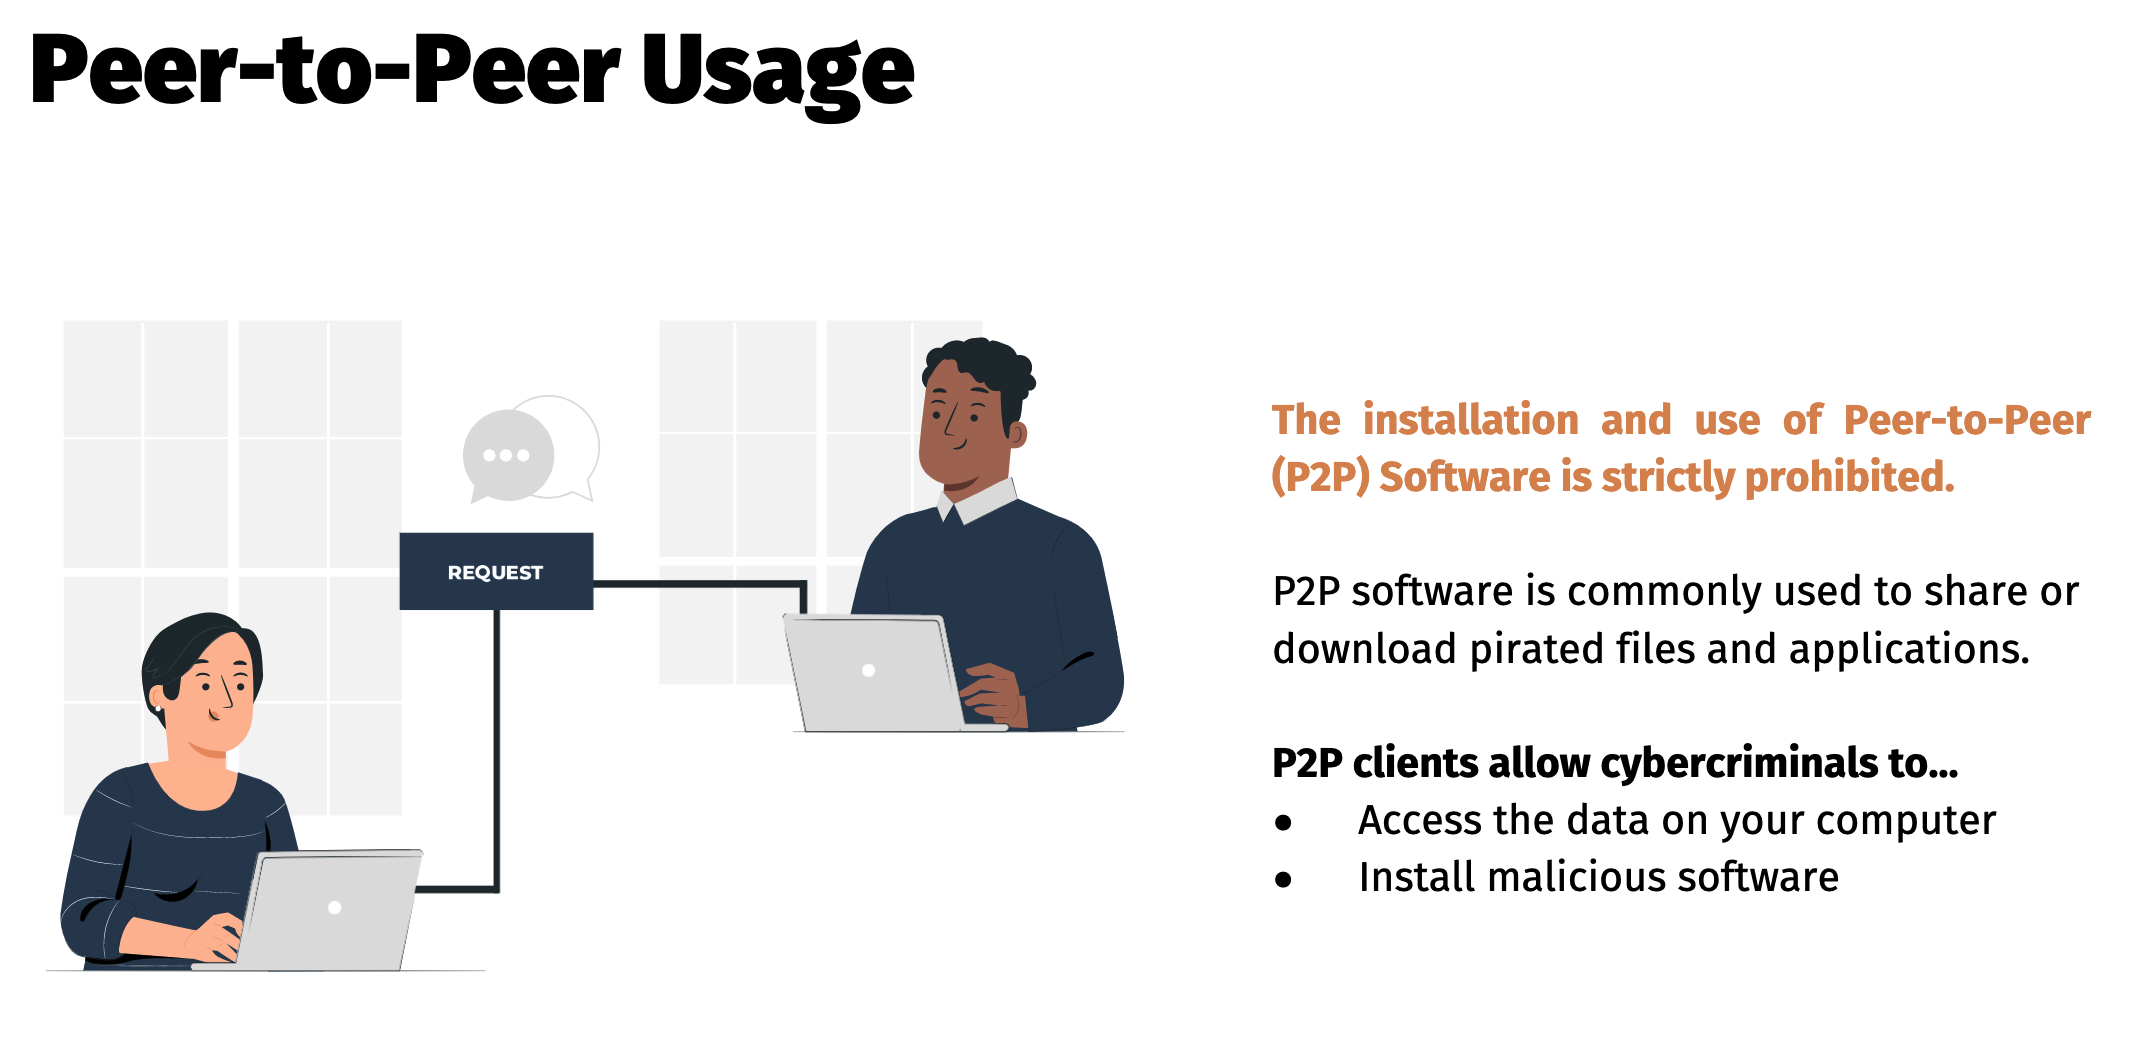 Peer-to-Peer Usage
REQUEST
The installation and use of Peer-to-Peer
(P2P) Software is strictly prohibited.
P2P software is commonly used to share or
download pirated files and applications.
P2P clients allow cybercriminals to...
● Access the data on your computer
● Install malicious software